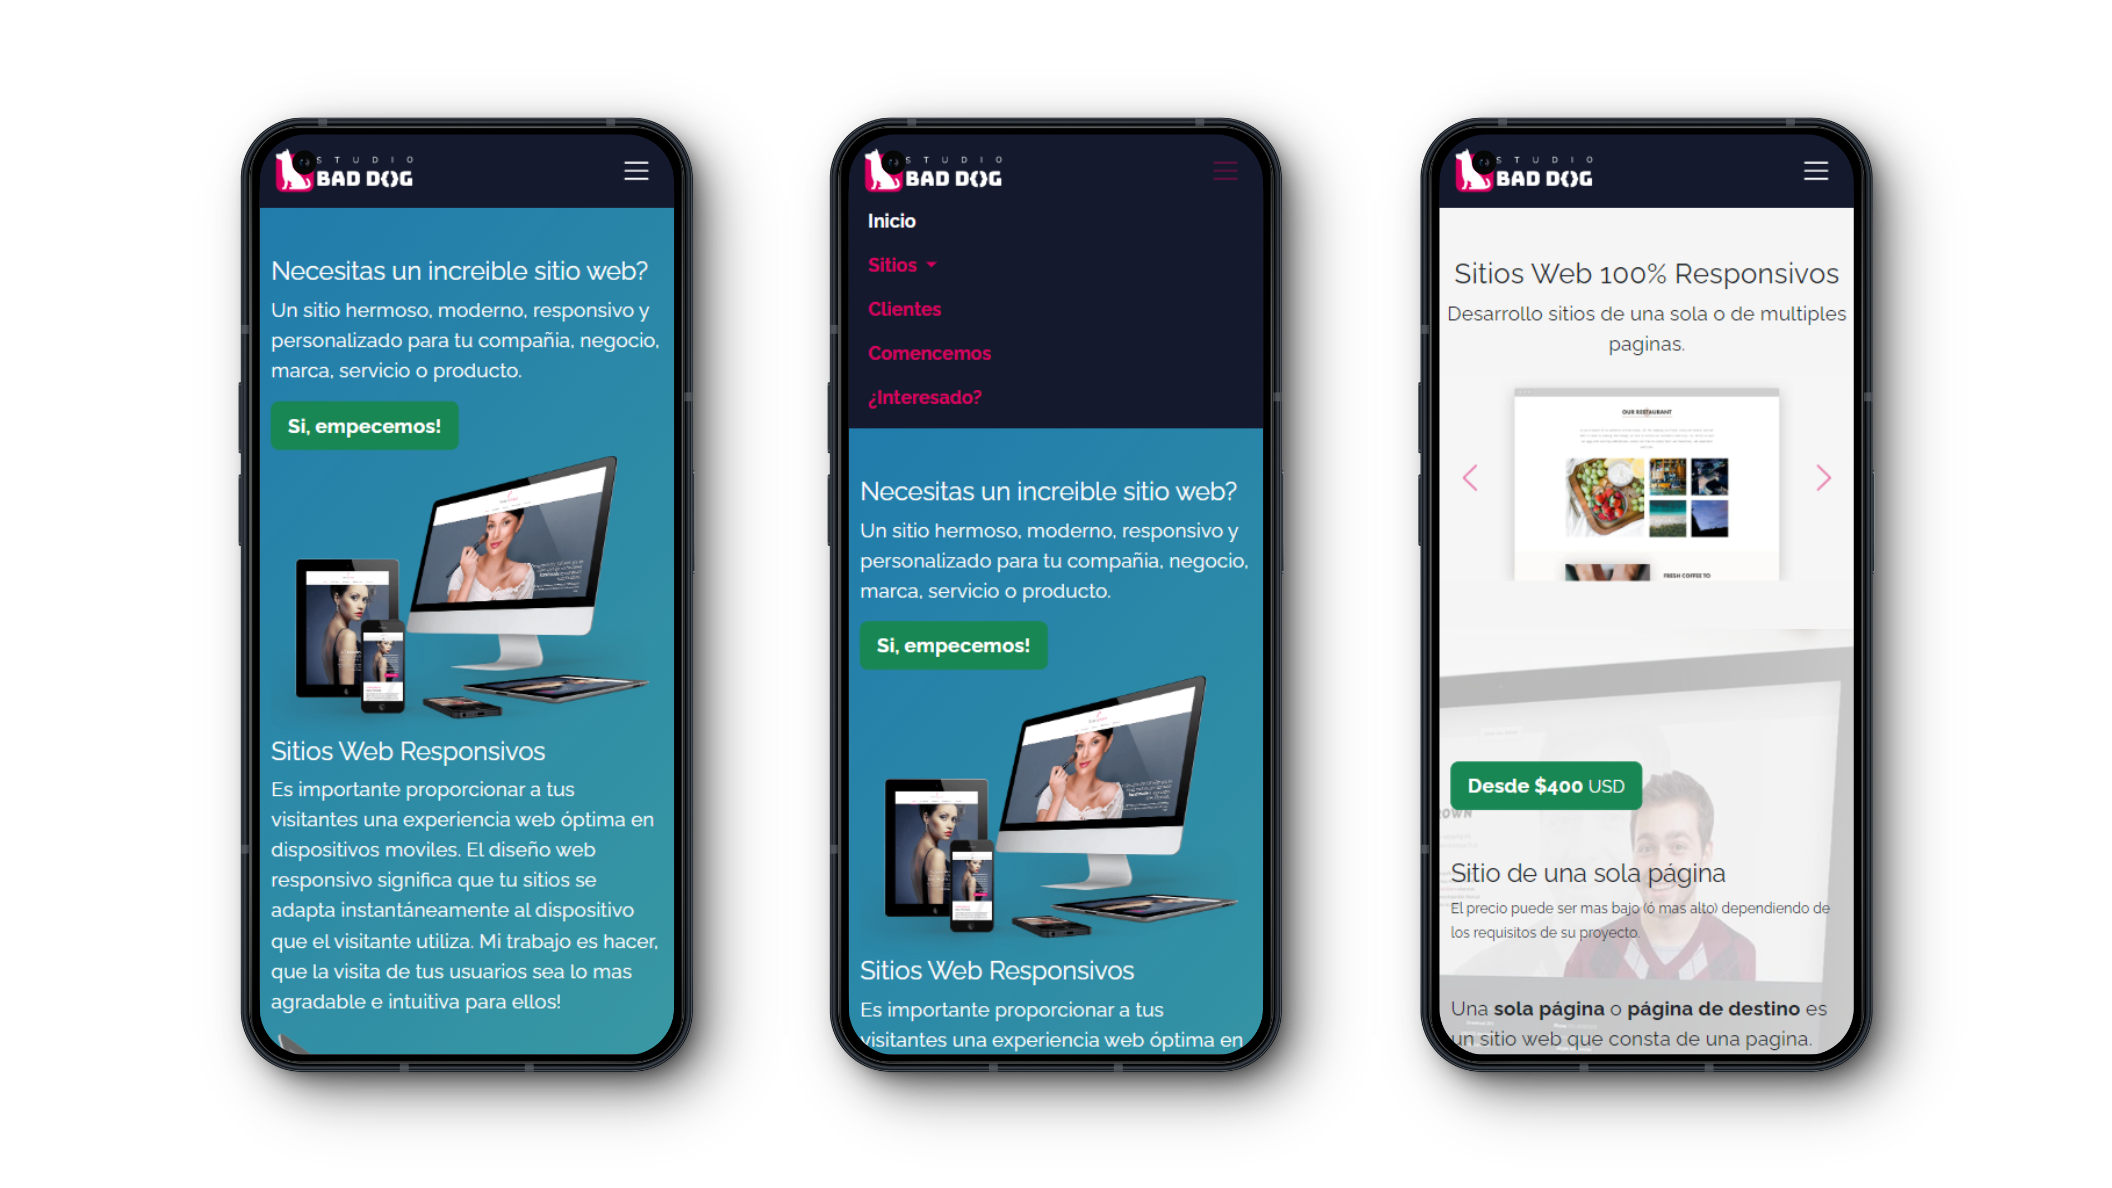 STUDIO
BAD DOG
Necesitas un increible sitio web?
Un sitio hermoso, moderno, responsivo y
personalizado para tu compañia, negocio,
marca, servicio o producto.
Si, empecemos!
Sitios Web Responsivos
Es importante proporcionar a tus
visitantes una experiencia web óptima en
dispositivos moviles. El diseño web
responsivo significa que tu sitios se
adapta instantáneamente al dispositivo
que el visitante utiliza. Mi trabajo es hacer,
que la visita de tus usuarios sea lo mas
agradable e intuitiva para ellos!
STUDIO
BAD DOG
Inicio
Sitios
Clientes
Comencemos
¿Interesado?
Necesitas un increible sitio web?
Un sitio hermoso, moderno, responsivo y
personalizado para tu compañia, negocio,
marca, servicio o producto.
Si, empecemos!
Sitios Web Responsivos
Es importante proporcionar a tus
visitantes una experiencia web óptima en
STUDIO
BAD DOG
Sitios Web 100% Responsivos
Desarrollo sitios de una sola o de multiples
paginas.
OUR RESTAURANT
FRESH COFFEE TO
Desde $400 USD
OWN
Sitio de una sola página
El precio puede ser mas bajo (ó mas alto) dependiendo de
los requisitos de su proyecto.
Una sola página o página de destino es
un sitio web que consta de una pagina.